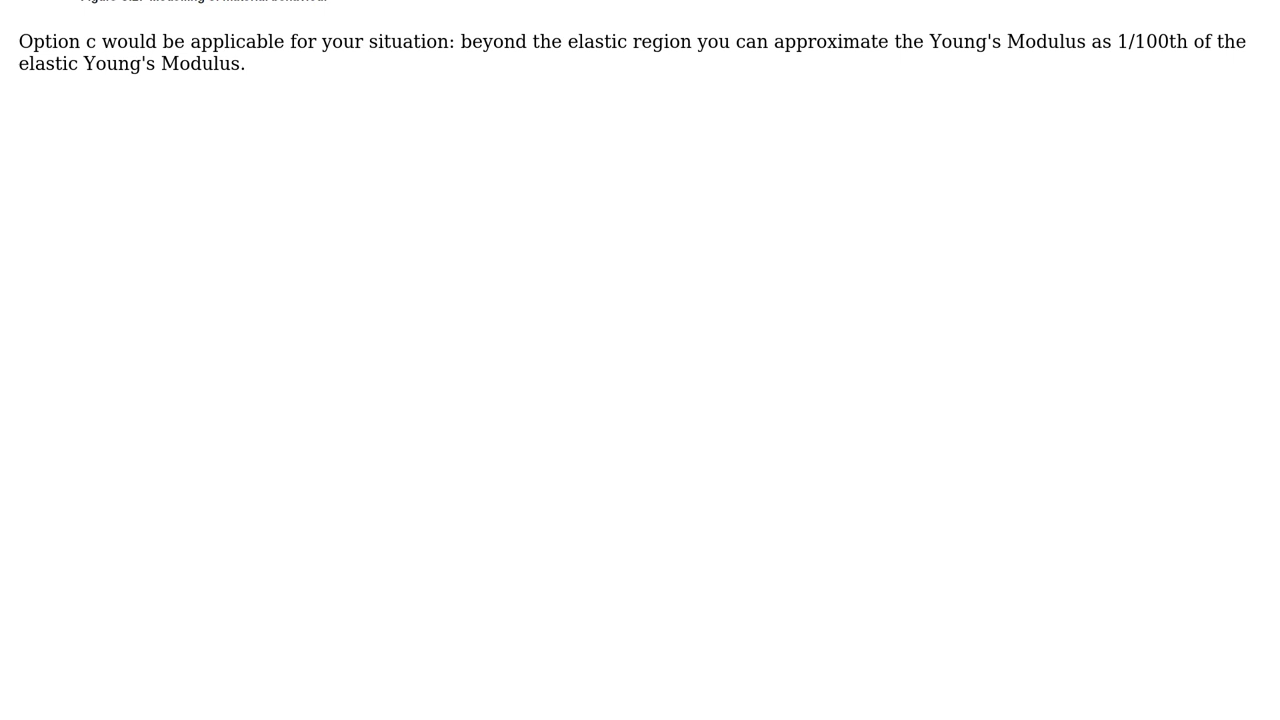 Option c would be applicable for your situation: beyond the elastic region you can approximate the Young's Modulus as 1/100th of the
elastic Young's Modulus.